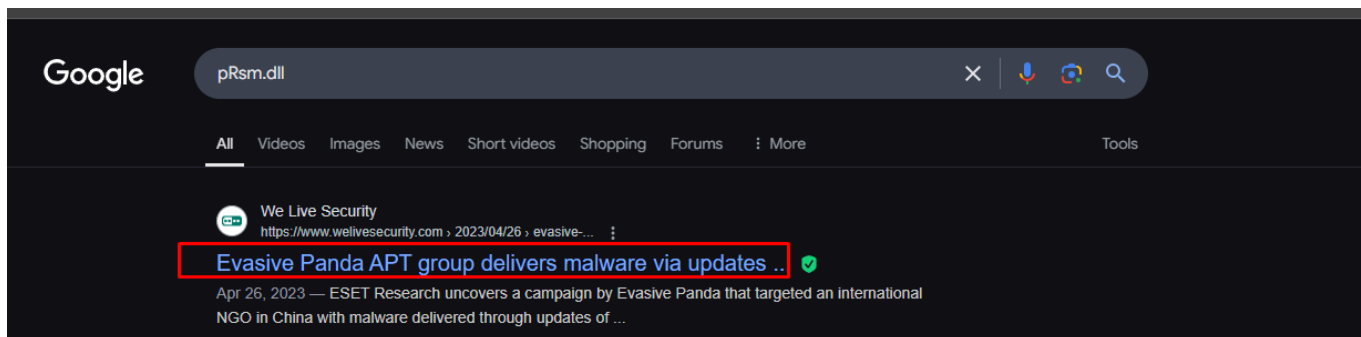 Google
pRsm.dll
All Videos Images News Short videos Shopping Forums More Tools
We Live Security
https://www.welivesecurity.com › 2023/04/26 › evasive-...
Evasive Panda APT group delivers malware via updates ..
Apr 26, 2023 — ESET Research uncovers a campaign by Evasive Panda that targeted an international
NGO in China with malware delivered through updates of ...